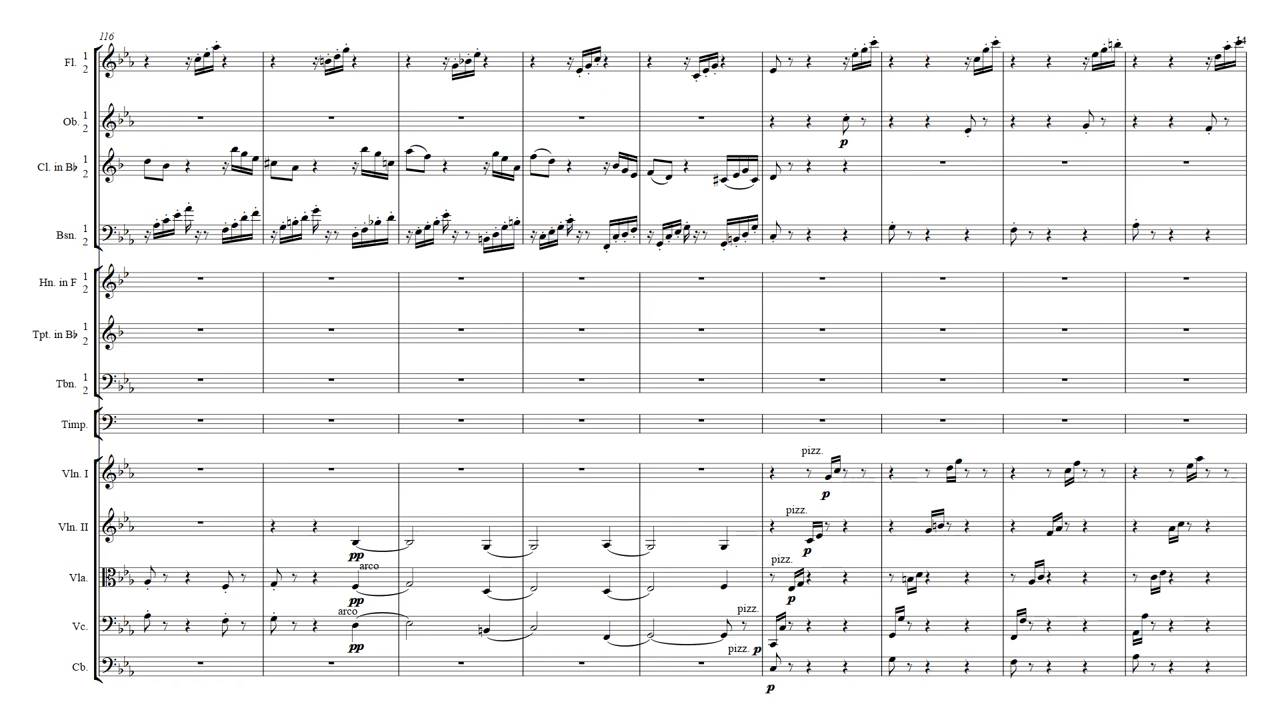 116
14
Fl. 1
2
Ob. 1
2
p
Cl. in B♭ 1
2
Bsn. 1
2
Hn. in F 1
2
Tpt. in B♭ 1
2
Tbn. 1
2
Timp.
pizz.
Vln. I
p
pizz.
Vln. II
pp
p
arco
pizz.
Vla.
pp
p
arco
pizz.
Vc.
pp
pizz. p
Cb.
p